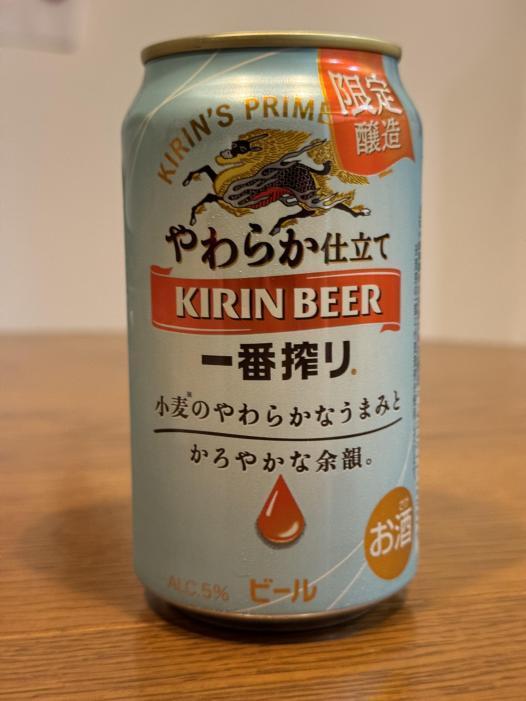 KIRIN'S PRIME
限定
醸造
やわらか仕立て
KIRIN BEER
一番搾り
小麦※のやわらかなうまみと
かろやかな余韻。
お酒
ALC.5% ビール